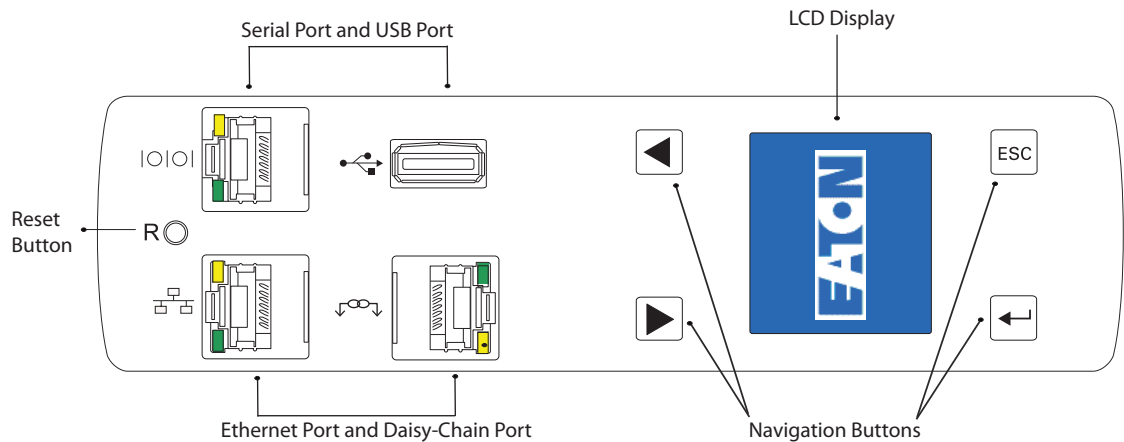 Serial Port and USB Port
LCD Display
|O|O|
ESC
Reset
Button
R
EATON
Ethernet Port and Daisy-Chain Port
Navigation Buttons